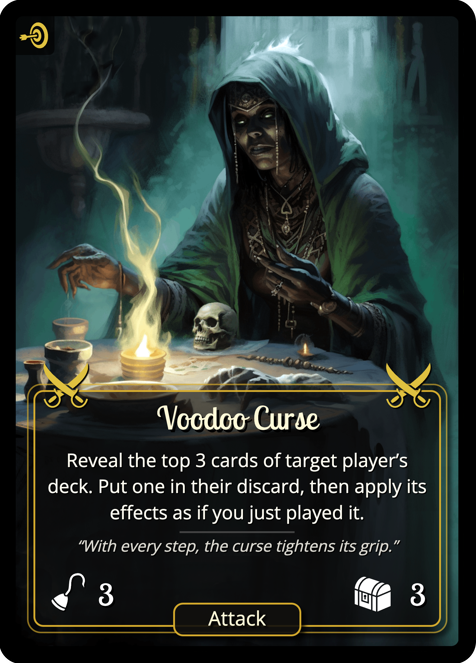 Voodoo Curse
Reveal the top 3 cards of target player’s
deck. Put one in their discard, then apply its
effects as if you just played it.
“With every step, the curse tightens its grip.”
3
3
Attack